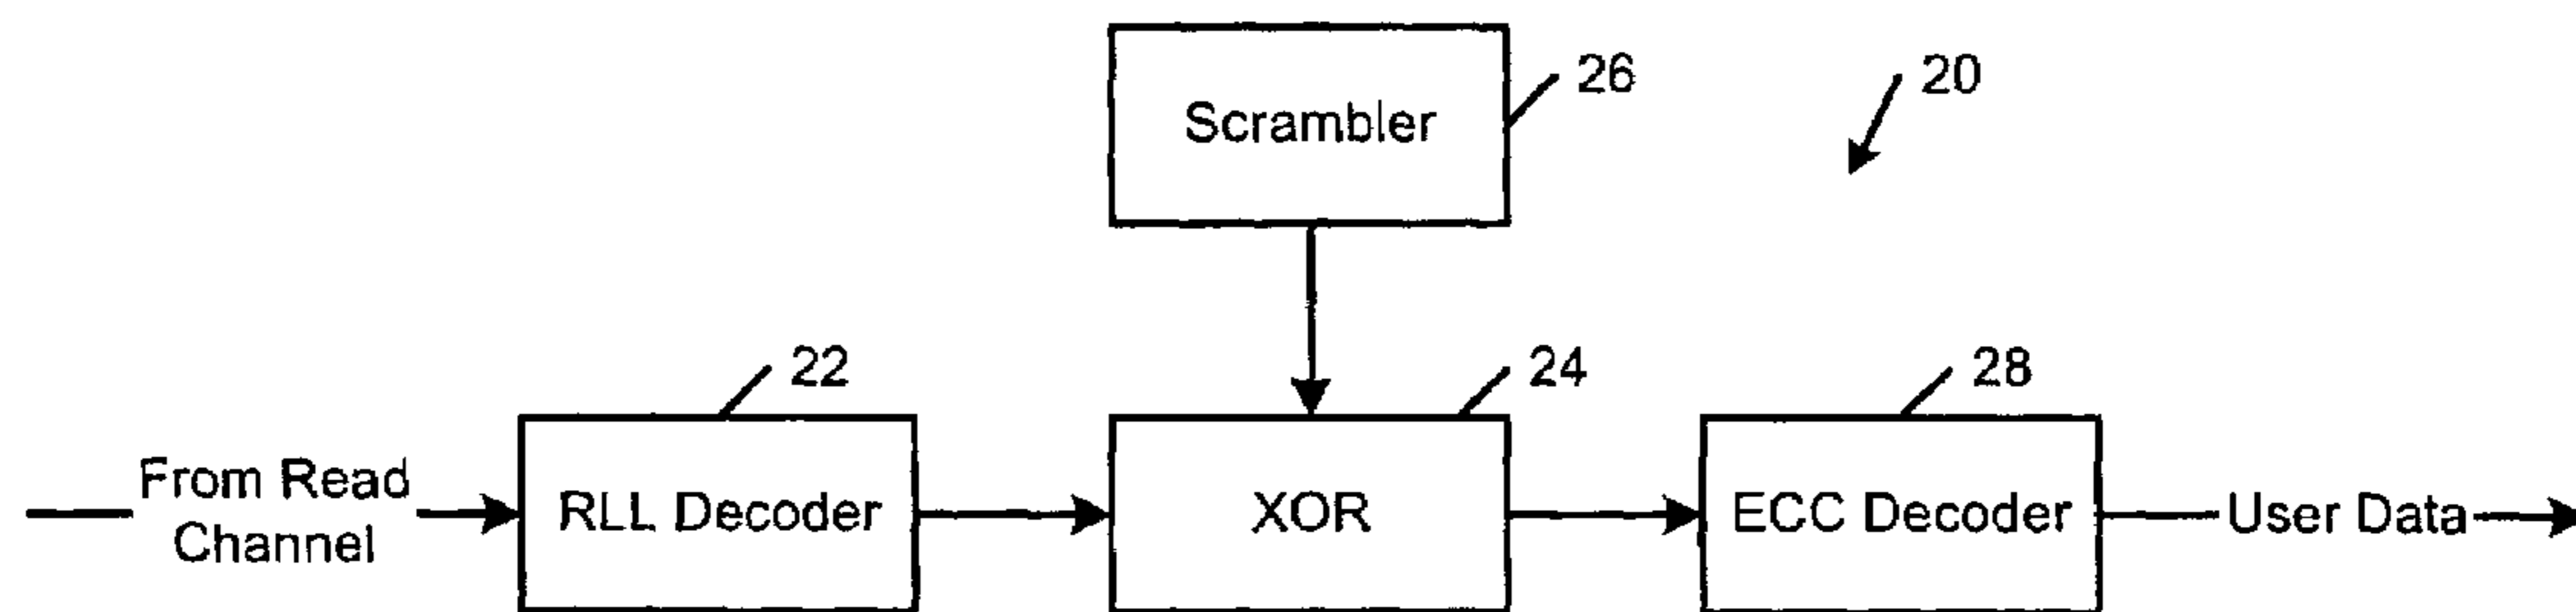 Scrambler
26
20
22
24
28
From Read
Channel
RLL Decoder
XOR
ECC Decoder
User Data